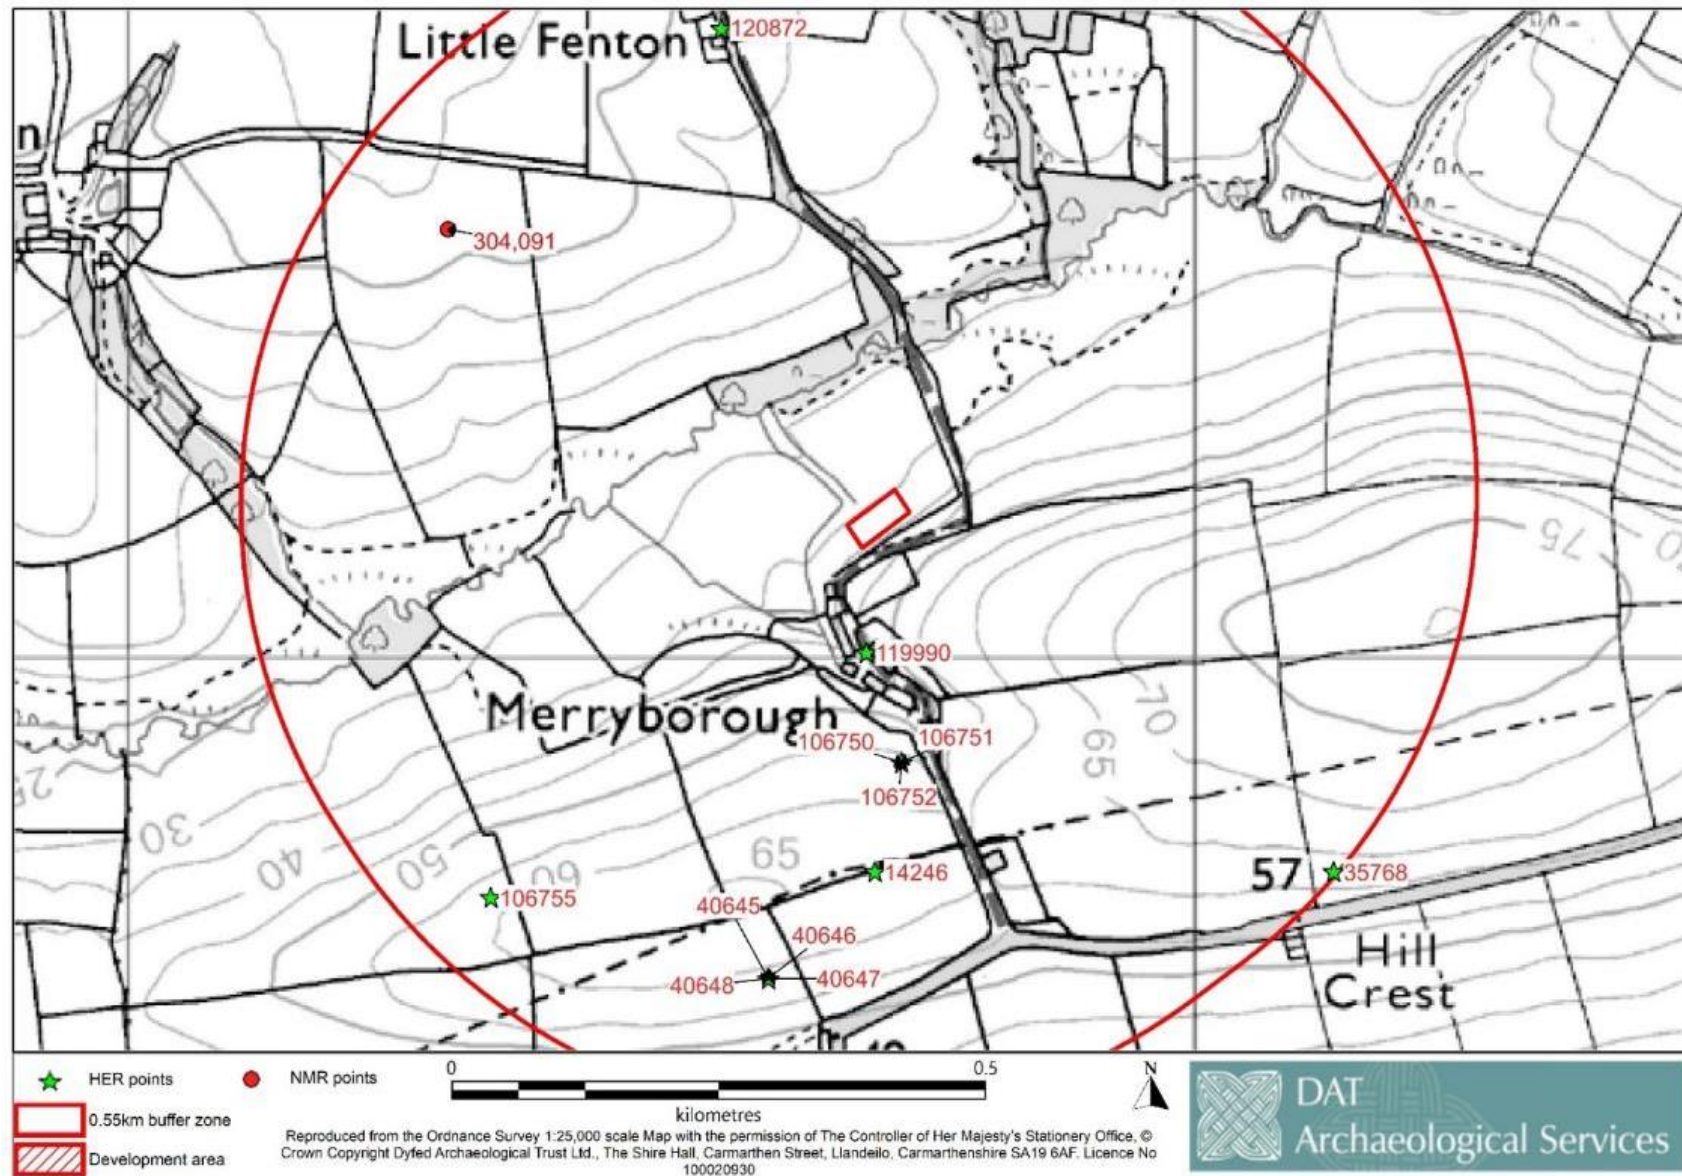 Little Fenton
120872
n
304,091
75
70
119990
Merryborough
106750
106751
106752
70
65
25
30
40
50
60
65
14246
57
35768
106755
40645
40646
40648
40647
Hill
Crest
HER points
NMR points
0.55km buffer zone
Development area
0
0.5
kilometres
N
Reproduced from the Ordnance Survey 1:25,000 scale Map with the permission of The Controller of Her Majesty's Stationery Office, ©
Crown Copyright Dyfed Archaeological Trust Ltd., The Shire Hall, Carmarthen Street, Llandeilo, Carmarthenshire SA19 6AF. Licence No
100020930
DAT
Archaeological Services